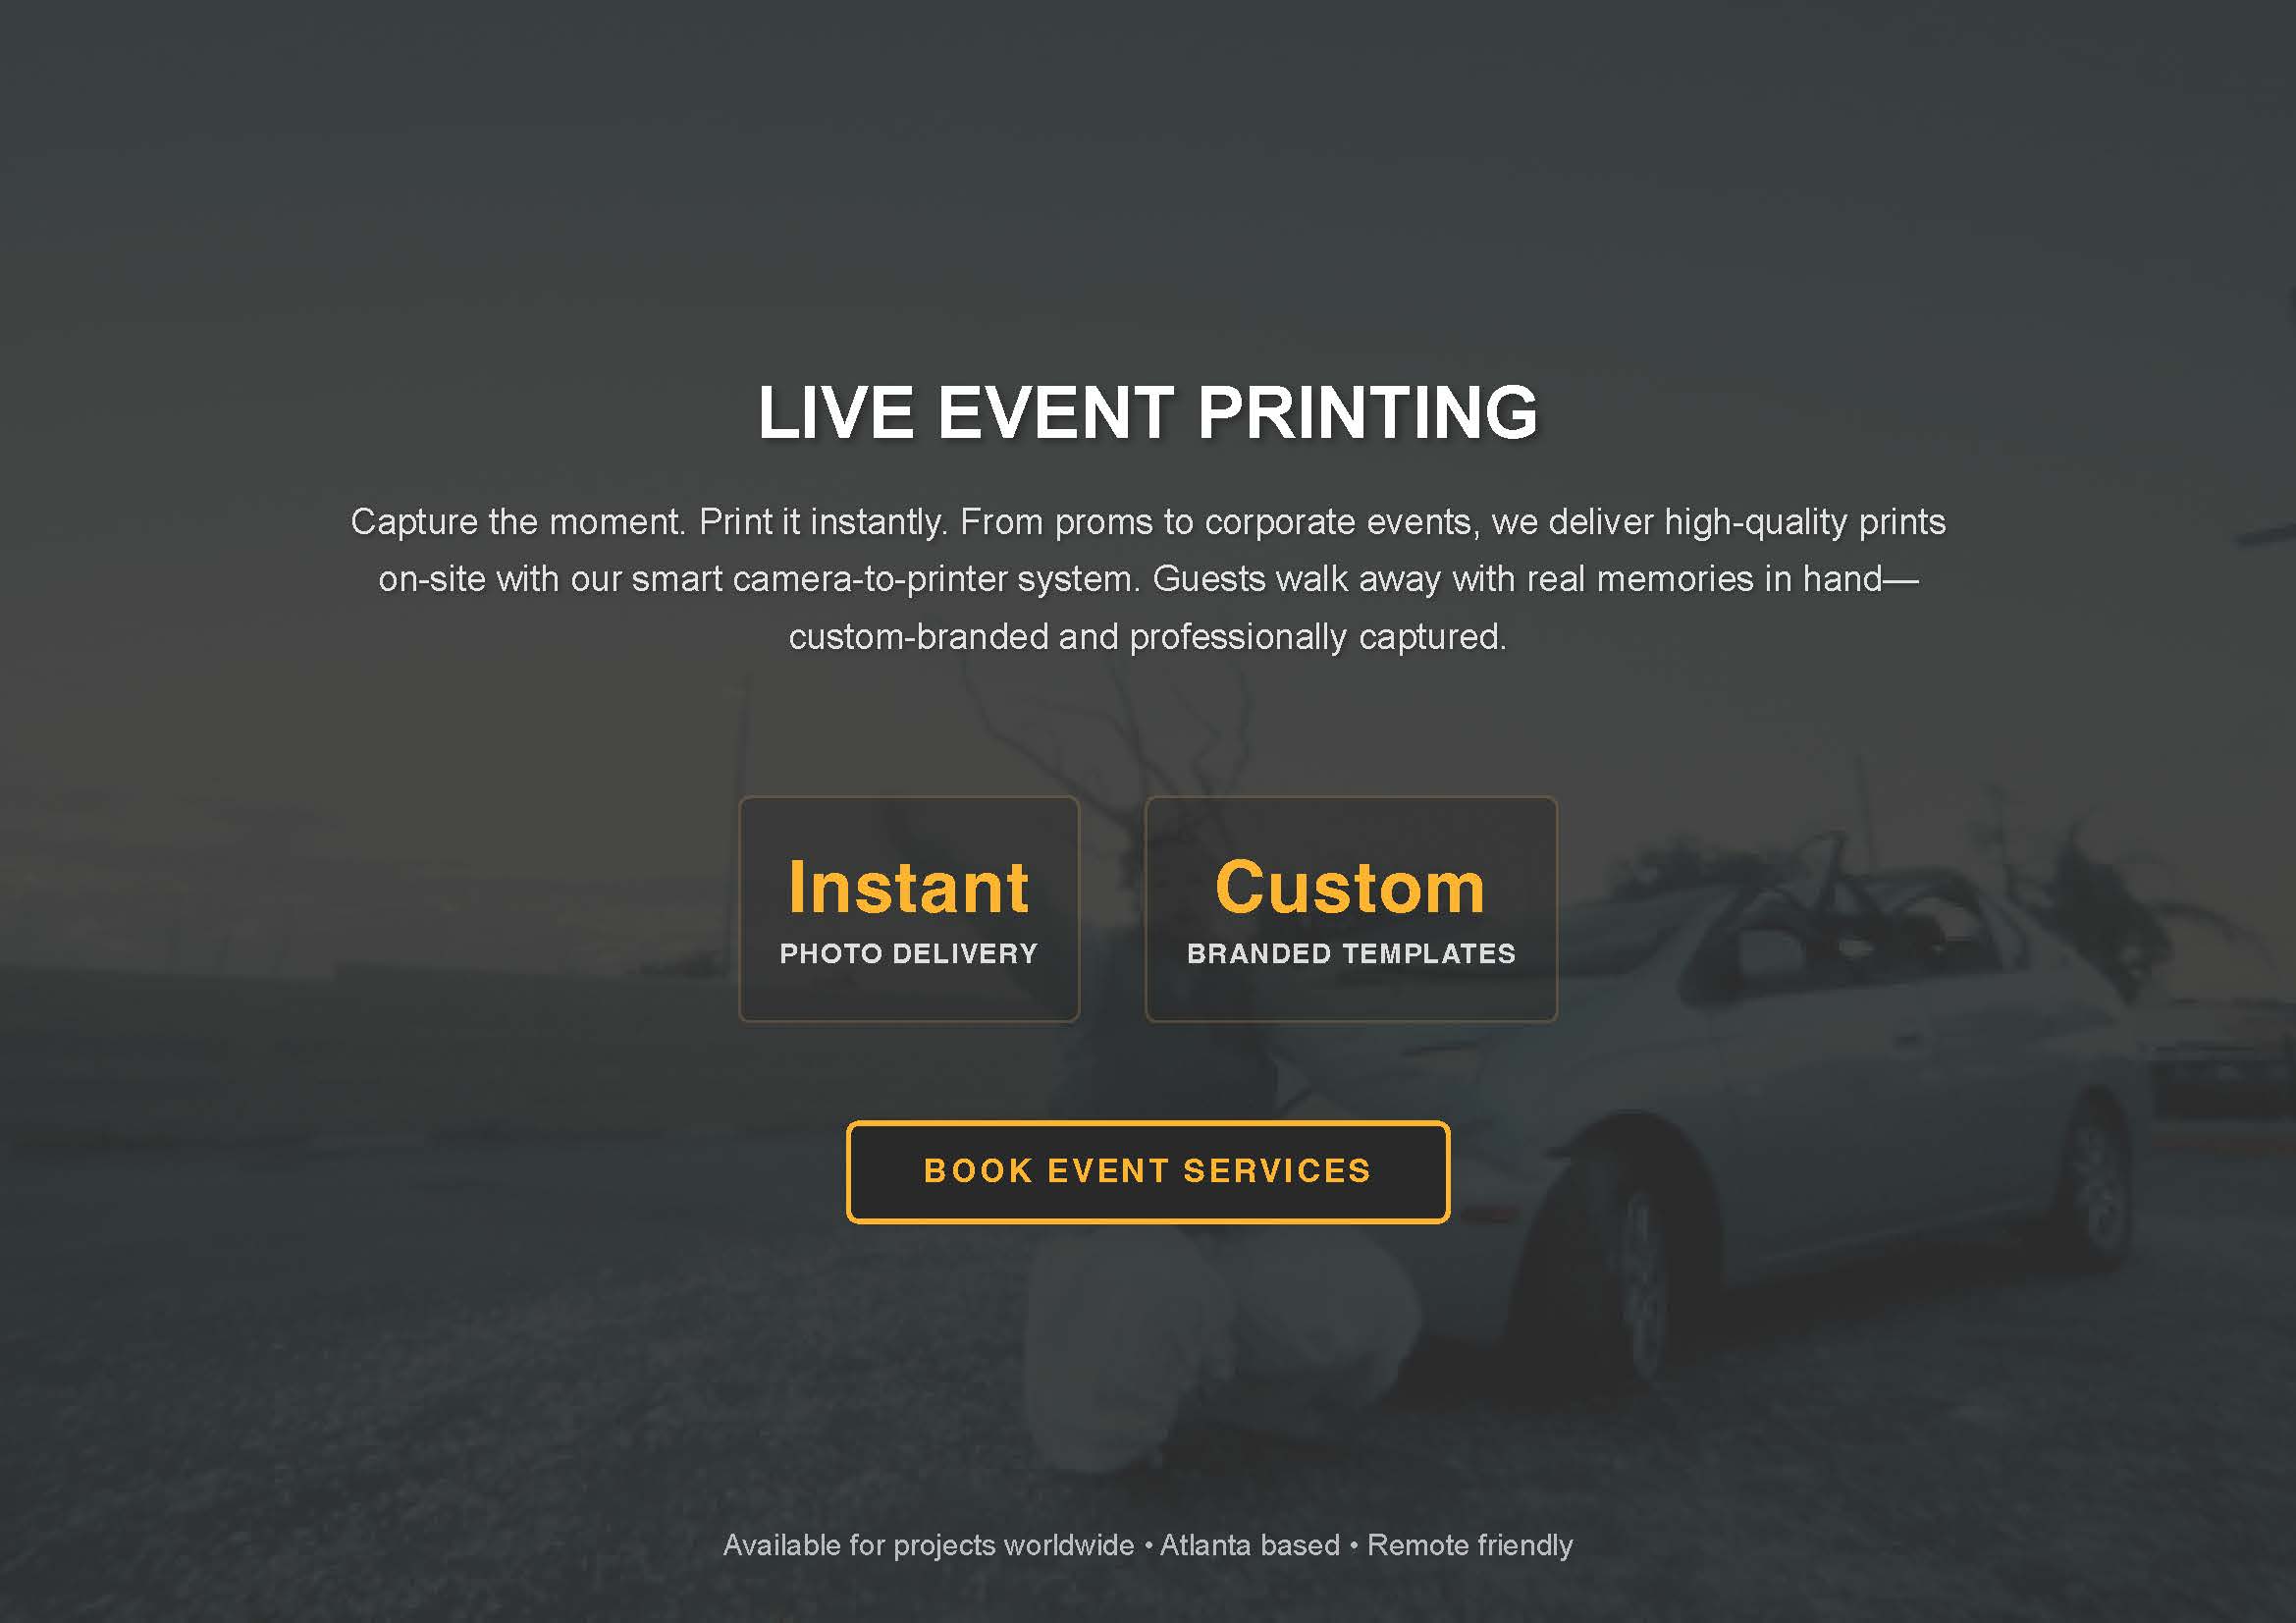 LIVE EVENT PRINTING
Capture the moment. Print it instantly. From proms to corporate events, we deliver high-quality prints
on-site with our smart camera-to-printer system. Guests walk away with real memories in hand—
custom-branded and professionally captured.
Instant
PHOTO DELIVERY
Custom
BRANDED TEMPLATES
BOOK EVENT SERVICES
Available for projects worldwide • Atlanta based • Remote friendly